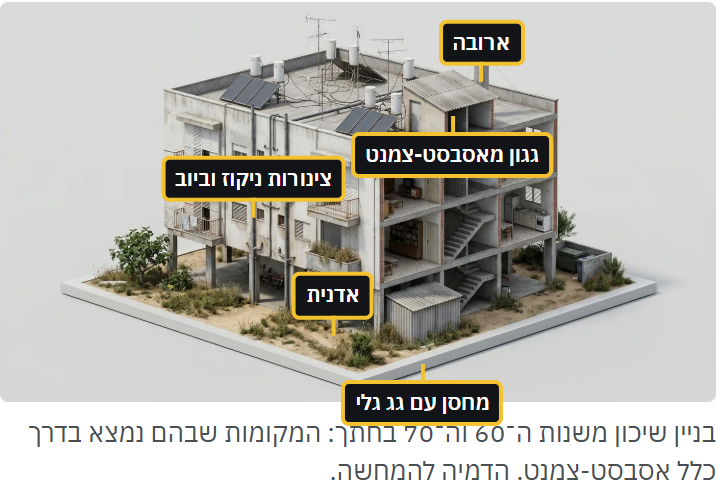 ארובה
גגון מאסבסט-צמנט
צינורות ניקוז וביוב
אדנית
מחסן עם גג גלי
בניין שיכון משנות ה־60 וה־70 בחתך: המקומות שבהם נמצא בדרך
כלל אסבסט-צמנט. הדמיה להמחשה.